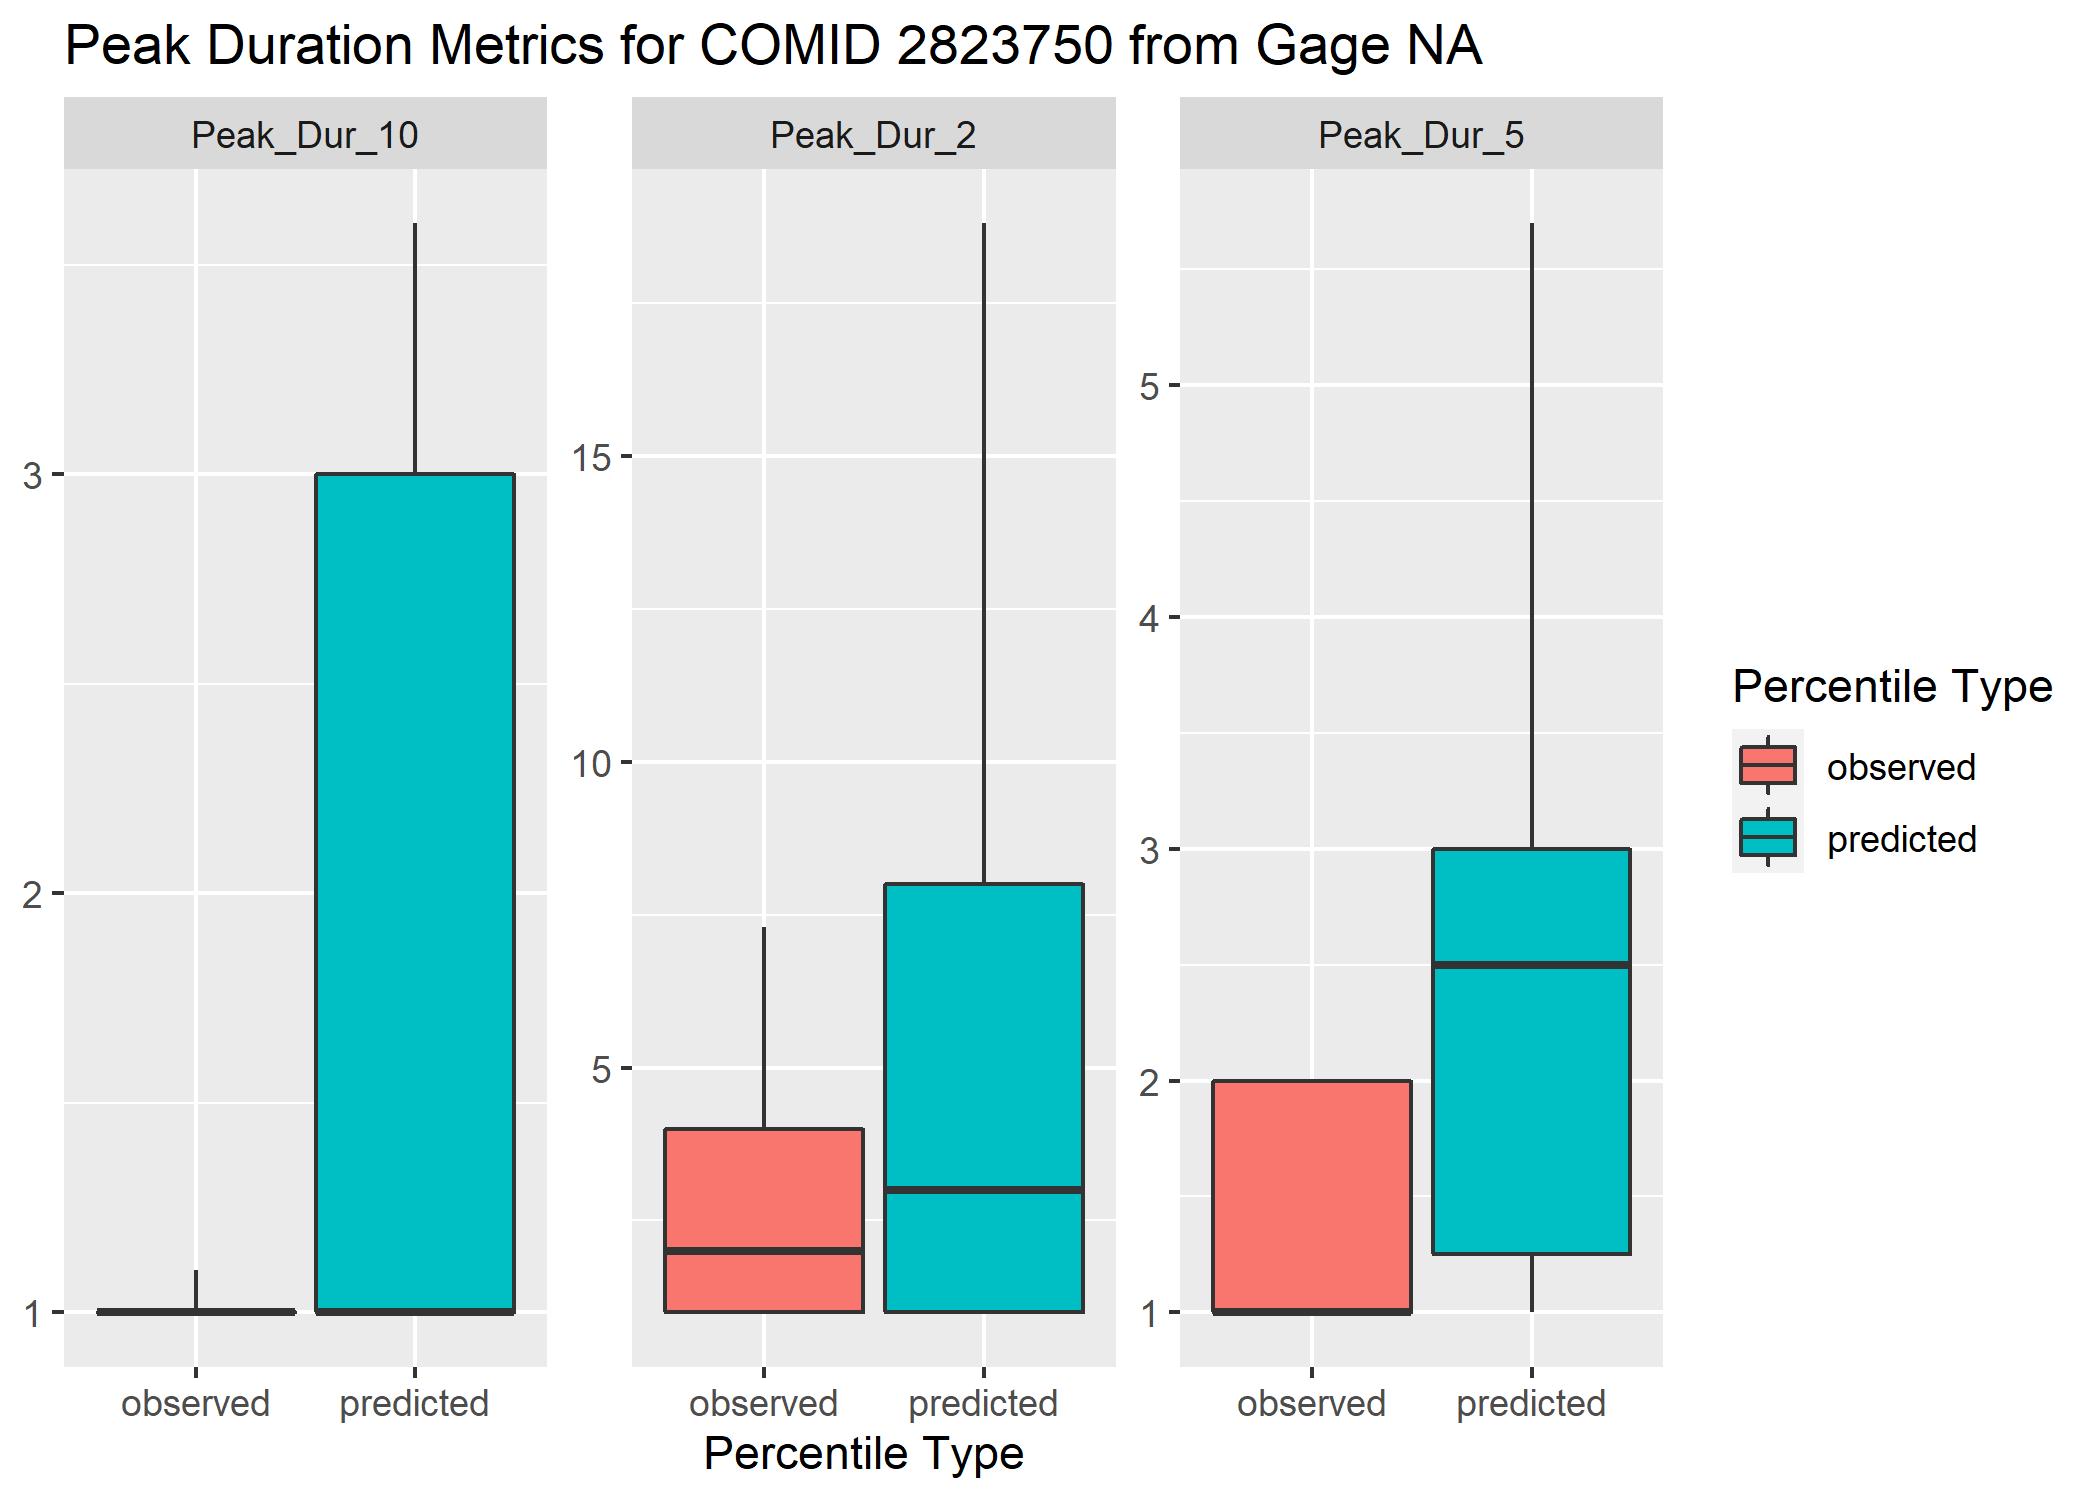 Peak Duration Metrics for COMID 2823750 from Gage NA
Peak_Dur_10
Peak_Dur_2
Peak_Dur_5
3
2
1
15
10
5
5
4
3
2
1
observed
predicted
observed
predicted
observed
predicted
Percentile Type
Percentile Type
observed
predicted